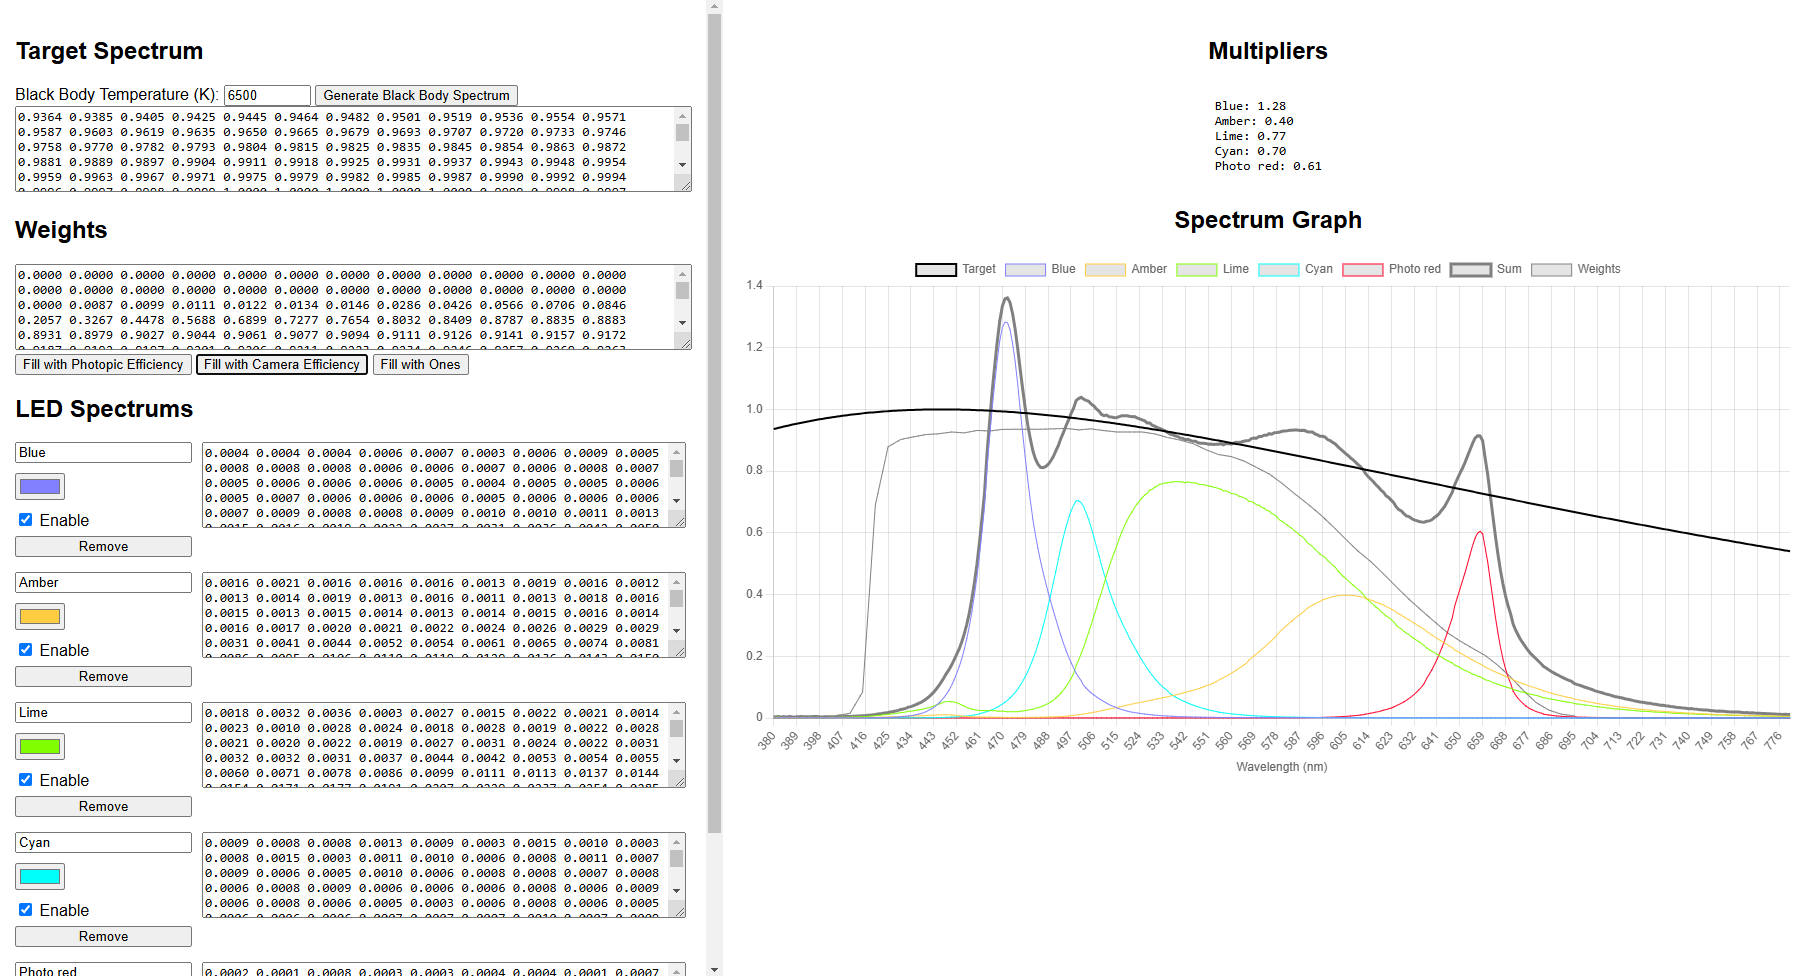 Target Spectrum
Black Body Temperature (K): 6500 Generate Black Body Spectrum
0.9364 0.9385 0.9405 0.9425 0.9445 0.9464 0.9482 0.9501 0.9519 0.9536 0.9554 0.9571
0.9587 0.9603 0.9619 0.9635 0.9650 0.9665 0.9679 0.9693 0.9707 0.9720 0.9733 0.9746
0.9758 0.9770 0.9782 0.9793 0.9804 0.9815 0.9825 0.9835 0.9845 0.9854 0.9863 0.9872
0.9881 0.9889 0.9897 0.9904 0.9911 0.9918 0.9925 0.9931 0.9937 0.9943 0.9948 0.9954
0.9959 0.9963 0.9967 0.9971 0.9975 0.9979 0.9982 0.9985 0.9987 0.9990 0.9992 0.9994
Weights
0.0000 0.0000 0.0000 0.0000 0.0000 0.0000 0.0000 0.0000 0.0000 0.0000 0.0000 0.0000
0.0000 0.0000 0.0000 0.0000 0.0000 0.0000 0.0000 0.0000 0.0000 0.0000 0.0000 0.0000
0.0000 0.0087 0.0099 0.0111 0.0122 0.0134 0.0146 0.0286 0.0426 0.0566 0.0706 0.0846
0.2057 0.3267 0.4478 0.5688 0.6899 0.7277 0.7654 0.8032 0.8409 0.8787 0.8835 0.8883
0.8931 0.8979 0.9027 0.9044 0.9061 0.9077 0.9094 0.9111 0.9126 0.9141 0.9157 0.9172
Fill with Photopic Efficiency Fill with Camera Efficiency Fill with Ones
LED Spectrums
Blue
Enable
Remove
0.0004 0.0004 0.0004 0.0006 0.0007 0.0003 0.0006 0.0009 0.0005
0.0008 0.0008 0.0008 0.0006 0.0006 0.0007 0.0006 0.0008 0.0007
0.0005 0.0006 0.0006 0.0006 0.0005 0.0004 0.0005 0.0005 0.0006
0.0005 0.0007 0.0006 0.0006 0.0006 0.0005 0.0006 0.0006 0.0006
0.0007 0.0009 0.0008 0.0008 0.0009 0.0010 0.0010 0.0011 0.0013
Amber
Enable
Remove
0.0016 0.0021 0.0016 0.0016 0.0016 0.0013 0.0019 0.0016 0.0012
0.0013 0.0014 0.0019 0.0013 0.0016 0.0011 0.0013 0.0018 0.0016
0.0015 0.0013 0.0015 0.0014 0.0013 0.0014 0.0015 0.0016 0.0014
0.0016 0.0017 0.0020 0.0021 0.0022 0.0024 0.0026 0.0029 0.0029
0.0031 0.0041 0.0044 0.0052 0.0054 0.0061 0.0065 0.0074 0.0081
Lime
Enable
Remove
0.0018 0.0032 0.0036 0.0003 0.0027 0.0015 0.0022 0.0021 0.0014
0.0023 0.0010 0.0028 0.0024 0.0018 0.0028 0.0019 0.0022 0.0028
0.0021 0.0020 0.0022 0.0019 0.0027 0.0031 0.0024 0.0022 0.0031
0.0032 0.0032 0.0031 0.0037 0.0044 0.0042 0.0053 0.0054 0.0055
0.0060 0.0071 0.0078 0.0086 0.0099 0.0111 0.0113 0.0137 0.0144
Cyan
Enable
Remove
0.0009 0.0008 0.0008 0.0013 0.0009 0.0003 0.0015 0.0010 0.0003
0.0008 0.0015 0.0003 0.0011 0.0010 0.0006 0.0008 0.0011 0.0007
0.0009 0.0006 0.0005 0.0010 0.0006 0.0008 0.0008 0.0007 0.0008
0.0006 0.0008 0.0009 0.0006 0.0006 0.0006 0.0008 0.0006 0.0009
0.0006 0.0008 0.0006 0.0005 0.0003 0.0006 0.0008 0.0006 0.0005
Photo red
0.0002 0.0001 0.0008 0.0003 0.0003 0.0004 0.0004 0.0001 0.0007
Multipliers
Blue: 1.28
Amber: 0.40
Lime: 0.77
Cyan: 0.70
Photo red: 0.61
Spectrum Graph
Target Blue Amber Lime Cyan Photo red Sum Weights
1.4
1.2
1.0
0.8
0.6
0.4
0.2
0
380 389 398 407 416 425 434 443 452 461 470 479 488 497 506 515 524 533 542 551 560 569 578 587 596 605 614 623 632 641 650 659 668 677 686 695 704 713 722 731 740 749 758 767 776
Wavelength (nm)